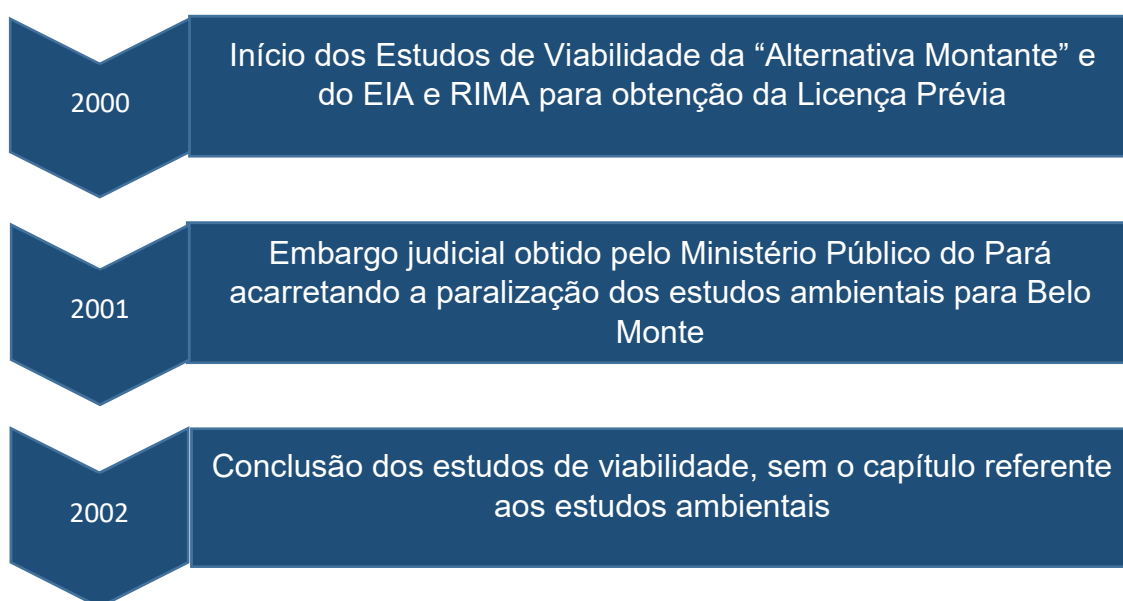 2000
Início dos Estudos de Viabilidade da “Alternativa Montante” e
do EIA e RIMA para obtenção da Licença Prévia
2001
Embargo judicial obtido pelo Ministério Público do Pará
acarretando a paralização dos estudos ambientais para Belo
Monte
2002
Conclusão dos estudos de viabilidade, sem o capítulo referente
aos estudos ambientais